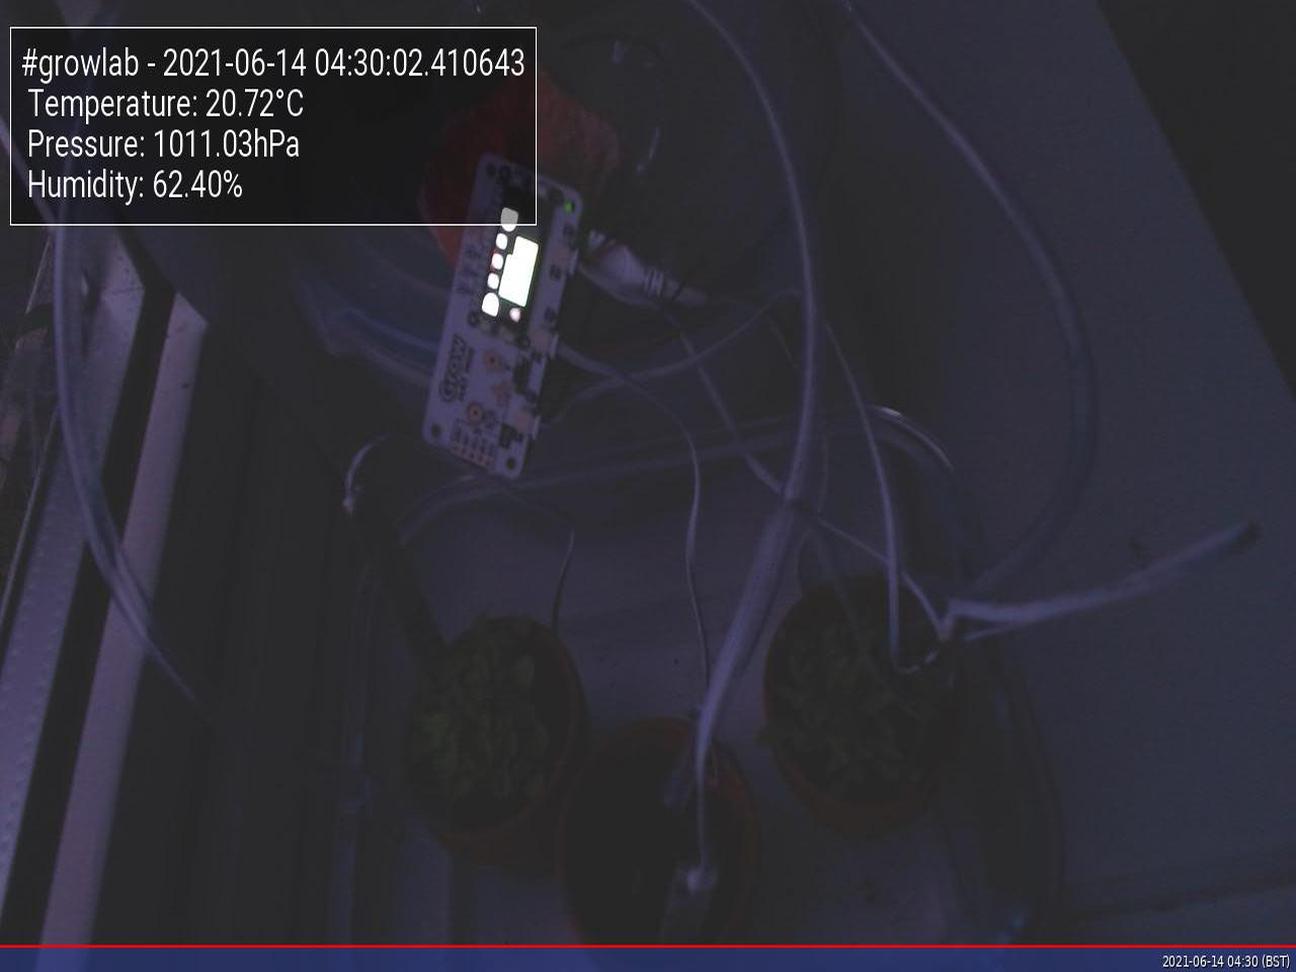 #growlab - 2021-06-14 04:30:02.410643
Temperature: 20.72°C
Pressure: 1011.03hPa
Humidity: 62.40%
GROW
2021-06-14 04:30 (BST)